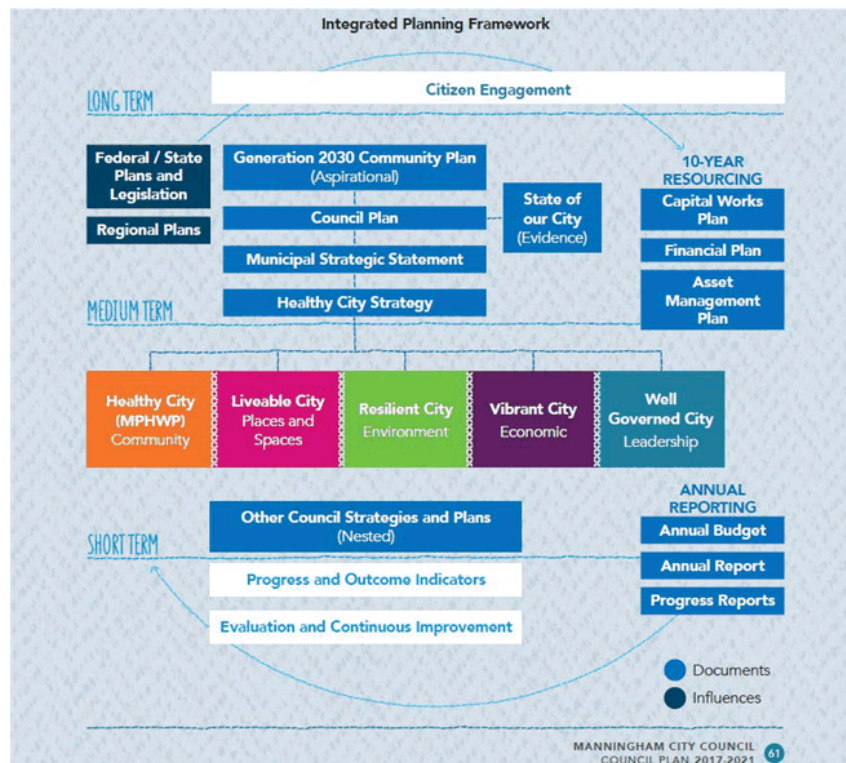 Integrated Planning Framework
Citizen Engagement
LONG TERM
Federal / State
Plans and
Legislation
Regional Plans
Generation 2030 Community Plan
(Aspirational)
Council Plan
Municipal Strategic Statement
Healthy City Strategy
State of
our City
(Evidence)
10-YEAR
RESOURCING
Capital Works
Plan
Financial Plan
Asset
Management
Plan
MEDIUM TERM
Healthy City
(MPHWP)
Community
Liveable City
Places and
Spaces
Resilient City
Environment
Vibrant City
Economic
Well
Governed City
Leadership
Other Council Strategies and Plans
(Nested)
SHORT TERM
Progress and Outcome Indicators
Evaluation and Continuous Improvement
ANNUAL
REPORTING
Annual Budget
Annual Report
Progress Reports
Documents
Influences
MANNINGHAM CITY COUNCIL
COUNCIL PLAN 2017-2021
61